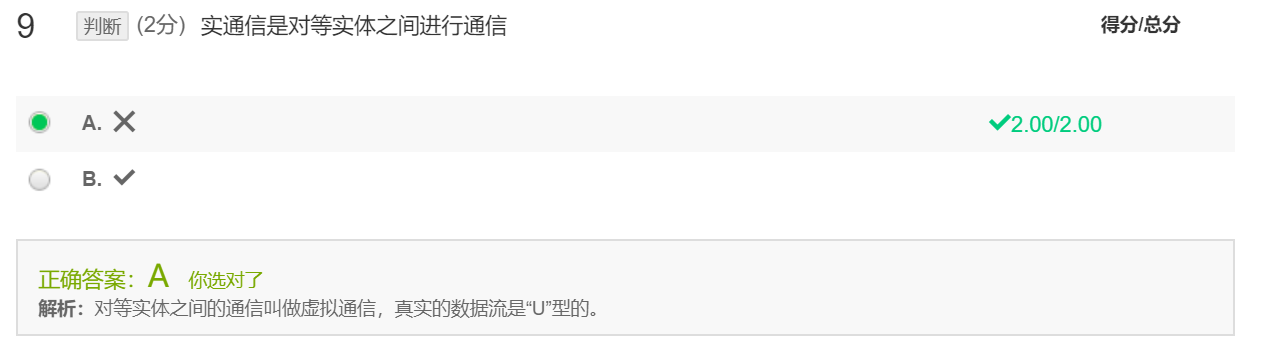 9 判断 (2分) 实通信是对等实体之间进行通信 得分/总分
A. ✕ ✓2.00/2.00
B. ✓
正确答案：A 你选对了
解析：对等实体之间的通信叫做虚拟通信，真实的数据流是“U”型的。